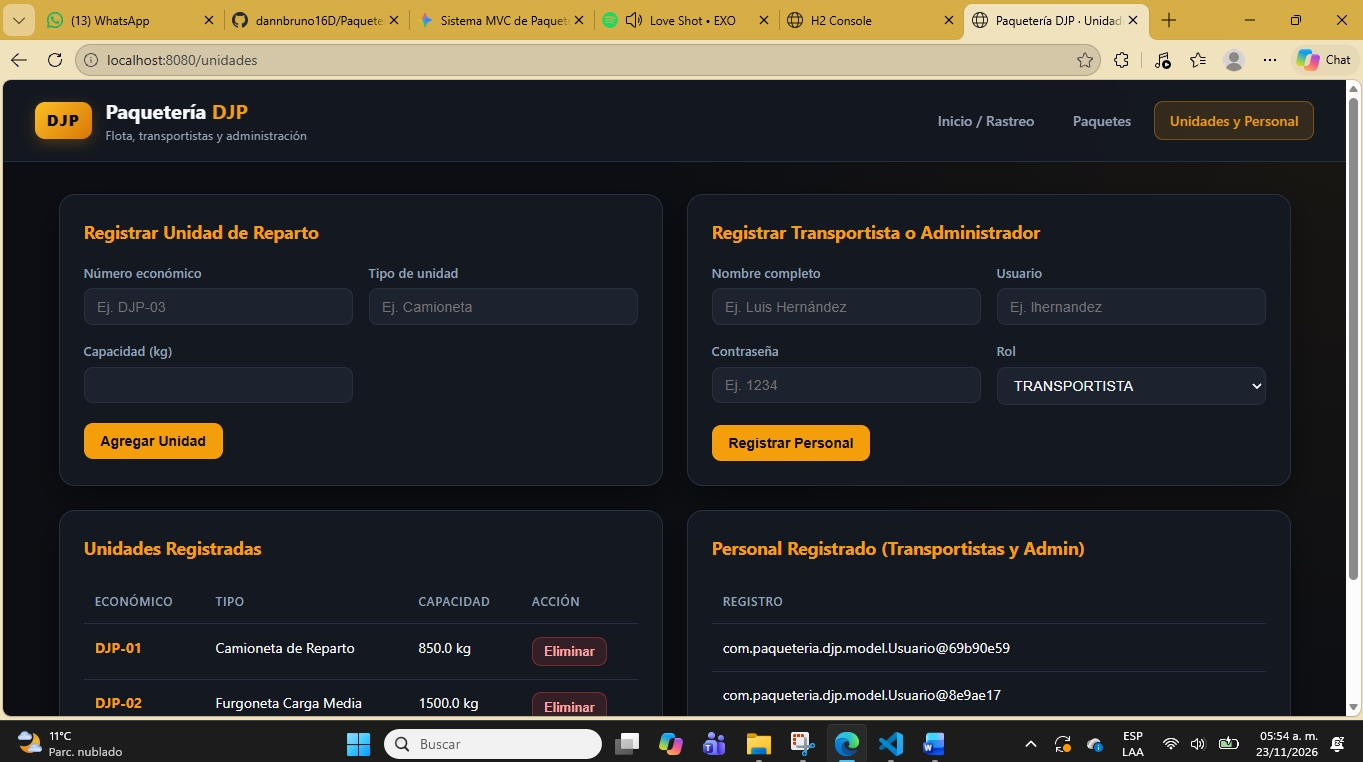 (13) WhatsApp
dannbruno16D/Paquete
Sistema MVC de Paquet
Love Shot • EXO
H2 Console
Paquetería DJP · Unidad
localhost:8080/unidades
Chat
DJP
Paquetería DJP
Flota, transportistas y administración
Inicio / Rastreo
Paquetes
Unidades y Personal
Registrar Unidad de Reparto
Número económico
Tipo de unidad
Ej. DJP-03
Ej. Camioneta
Capacidad (kg)
Agregar Unidad
Registrar Transportista o Administrador
Nombre completo
Usuario
Ej. Luis Hernández
Ej. lhernandez
Contraseña
Rol
Ej. 1234
TRANSPORTISTA
Registrar Personal
Unidades Registradas
ECONÓMICO TIPO CAPACIDAD ACCIÓN
DJP-01 Camioneta de Reparto 850.0 kg Eliminar
DJP-02 Furgoneta Carga Media 1500.0 kg Eliminar
Personal Registrado (Transportistas y Admin)
REGISTRO
com.paqueteria.djp.model.Usuario@69b90e59
com.paqueteria.djp.model.Usuario@8e9ae17
11°C
Parc. nublado
Buscar
ESP
LAA
05:54 a. m.
23/11/2026